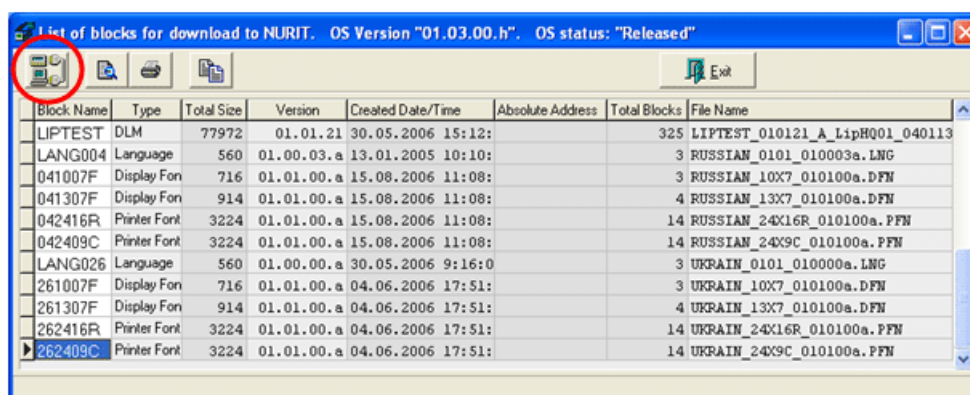 List of blocks for download to NURIT. OS Version "01.03.00.h". OS status: "Released"
Exit
Block Name Type Total Size Version Created Date/Time Absolute Address Total Blocks File Name
LIPTEST DLM 77972 01.01.21 30.05.2006 15:12: 325 LIPTEST_010121_A_LipHQ01_040113
LANG004 Language 560 01.00.03.a 13.01.2005 10:10: 3 RUSSIAN_0101_010003a.LNG
041007F Display Fon 716 01.01.00.a 15.08.2006 11:08: 3 RUSSIAN_10X7_010100a.DFN
041307F Display Fon 914 01.01.00.a 15.08.2006 11:08: 4 RUSSIAN_13X7_010100a.DFN
042416R Printer Font 3224 01.01.00.a 15.08.2006 11:08: 14 RUSSIAN_24X16R_010100a.PFN
042409C Printer Font 3224 01.01.00.a 15.08.2006 11:08: 14 RUSSIAN_24X9C_010100a.PFN
LANG026 Language 560 01.00.00.a 30.05.2006 9:16:0 3 UKRAIN_0101_010000a.LNG
261007F Display Fon 716 01.01.00.a 04.06.2006 17:51: 3 UKRAIN_10X7_010100a.DFN
261307F Display Fon 914 01.01.00.a 04.06.2006 17:51: 4 UKRAIN_13X7_010100a.DFN
262416R Printer Font 3224 01.01.00.a 04.06.2006 17:51: 14 UKRAIN_24X16R_010100a.PFN
262409C Printer Font 3224 01.01.00.a 04.06.2006 17:51: 14 UKRAIN_24X9C_010100a.PFN